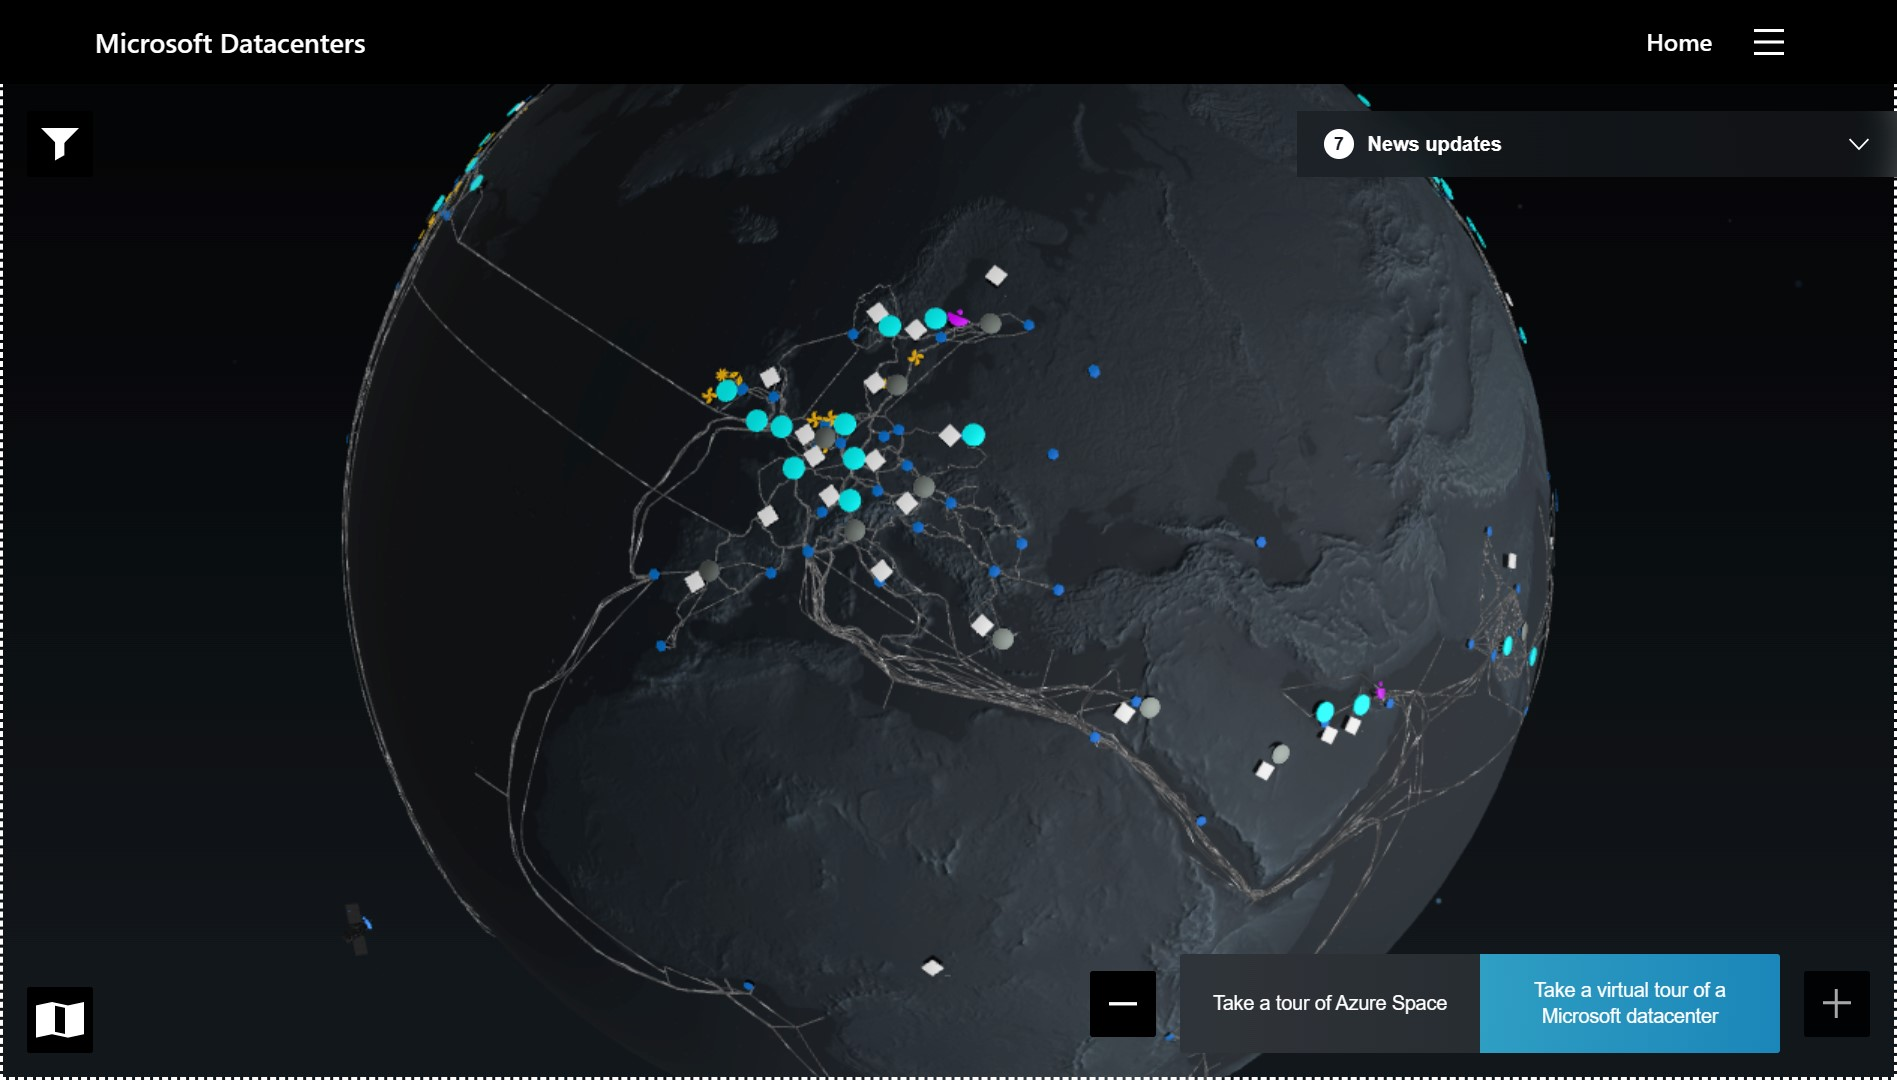 Microsoft Datacenters
Home
7 News updates
Take a tour of Azure Space
Take a virtual tour of a
Microsoft datacenter